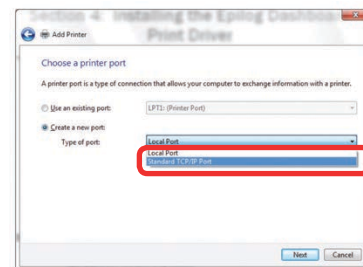 Section 4: Installing the Epilog Dashboard
Print Driver
Add Printer
Choose a printer port
A printer port is a type of connection that allows your computer to exchange information with a printer.
Use an existing port: LPT1: (Printer Port)
Create a new port:
Type of port: Local Port
Local Port
Standard TCP/IP Port
Next Cancel